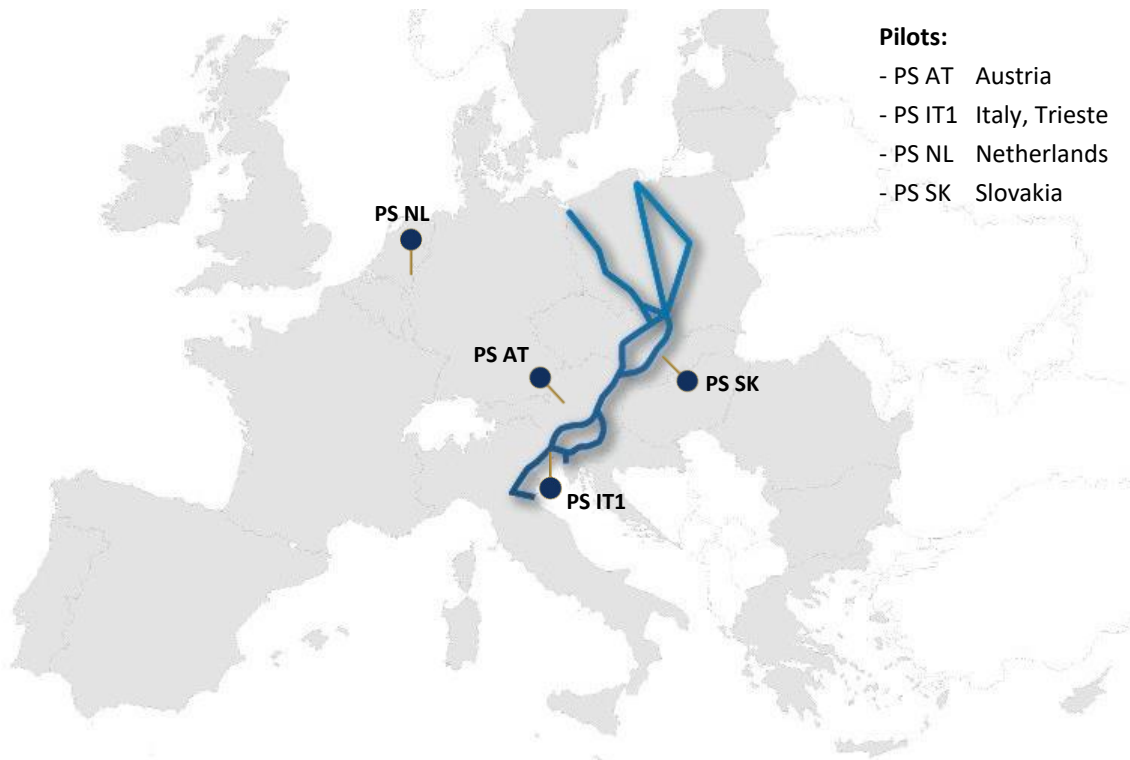 Pilots:
- PS AT Austria
- PS IT1 Italy, Trieste
- PS NL Netherlands
- PS SK Slovakia
PS NL
PS AT
PS SK
PS IT1